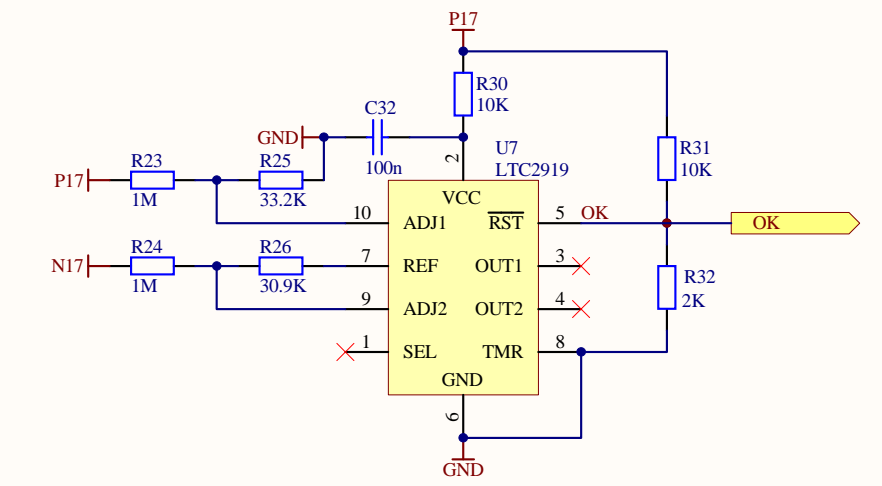 P17
R30
10K
C32
GND
100n
R31
10K
U7
LTC2919
2
R23
1M
P17
R25
33.2K
VCC
10
ADJ1
RST
5
OK
OK
R24
1M
N17
R26
30.9K
7
REF
OUT1
3
9
ADJ2
OUT2
4
R32
2K
1
SEL
TMR
8
GND
6
GND